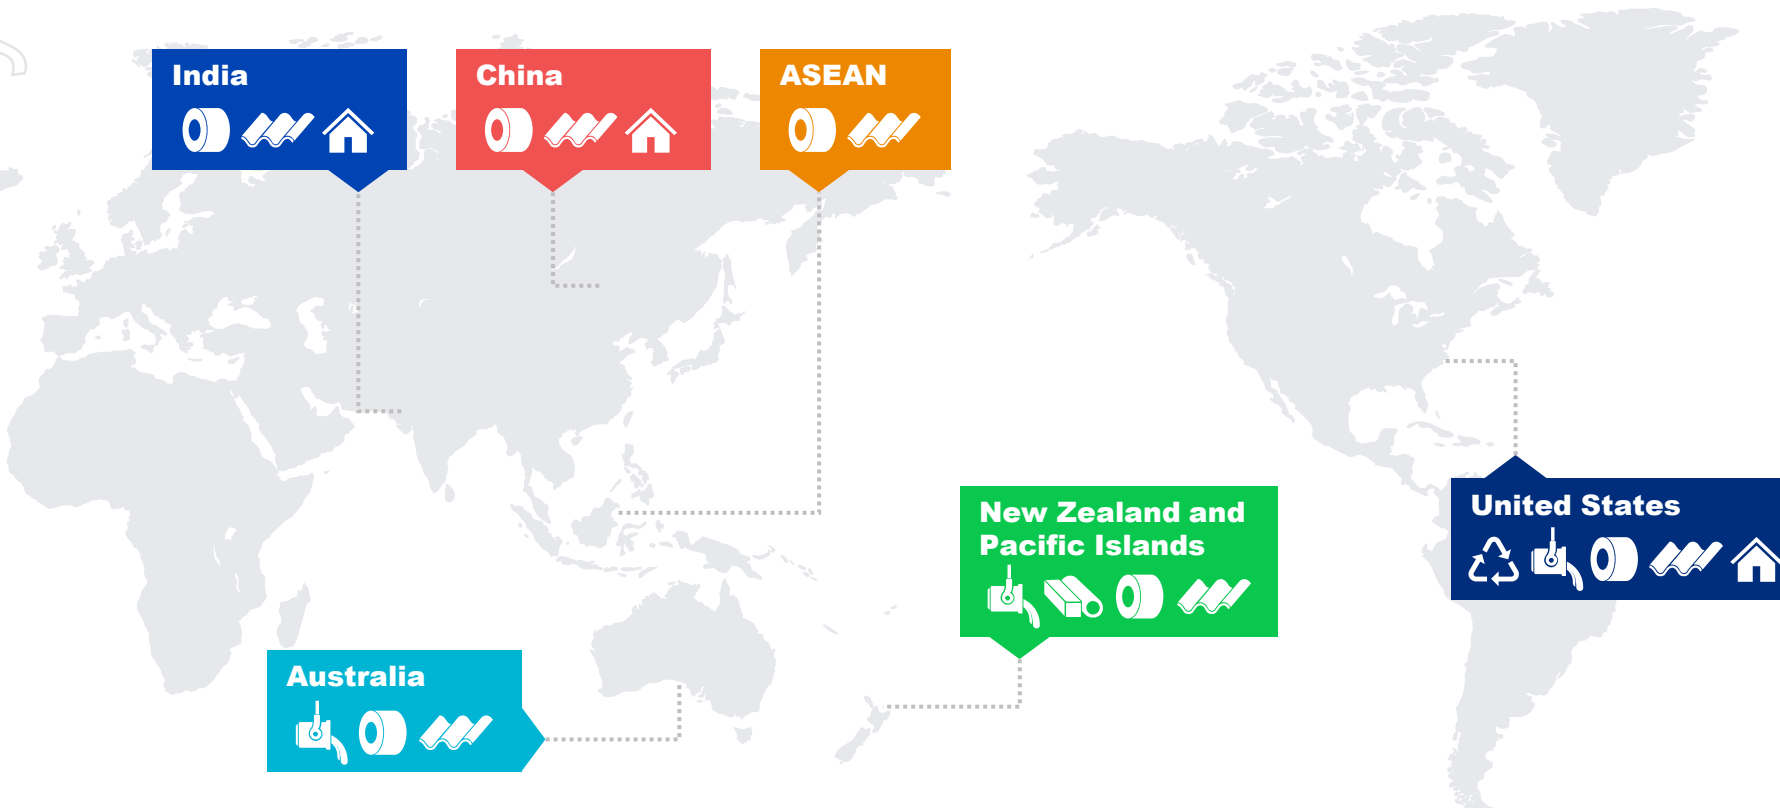 India
China
ASEAN
New Zealand and
Pacific Islands
United States
Australia